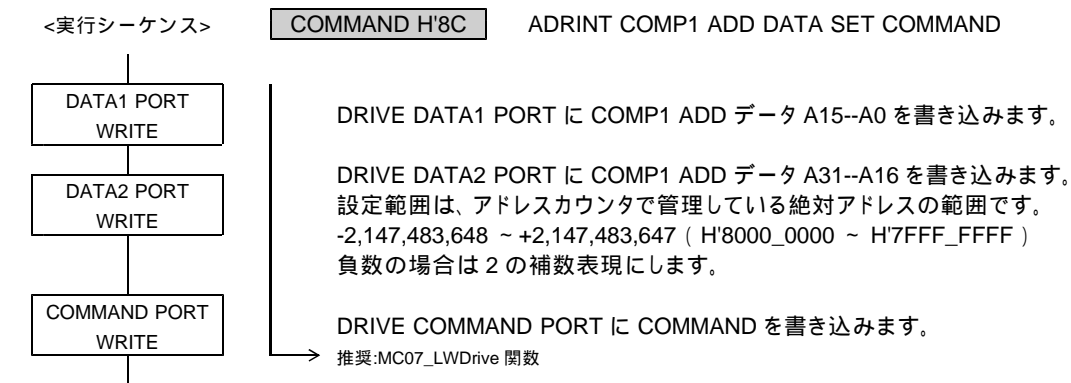 <実行シーケンス>
COMMAND H'8C
ADRINT COMP1 ADD DATA SET COMMAND
DATA1 PORT
WRITE
DRIVE DATA1 PORT に COMP1 ADD データ A15--A0 を書き込みます。
DATA2 PORT
WRITE
DRIVE DATA2 PORT に COMP1 ADD データ A31--A16 を書き込みます。
設定範囲は、アドレスカウンタで管理している絶対アドレスの範囲です。
-2,147,483,648 ~ +2,147,483,647 ( H'8000_0000 ~ H'7FFF_FFFF )
負数の場合は 2 の補数表現にします。
COMMAND PORT
WRITE
DRIVE COMMAND PORT に COMMAND を書き込みます。
推奨:MC07_LWDrive 関数